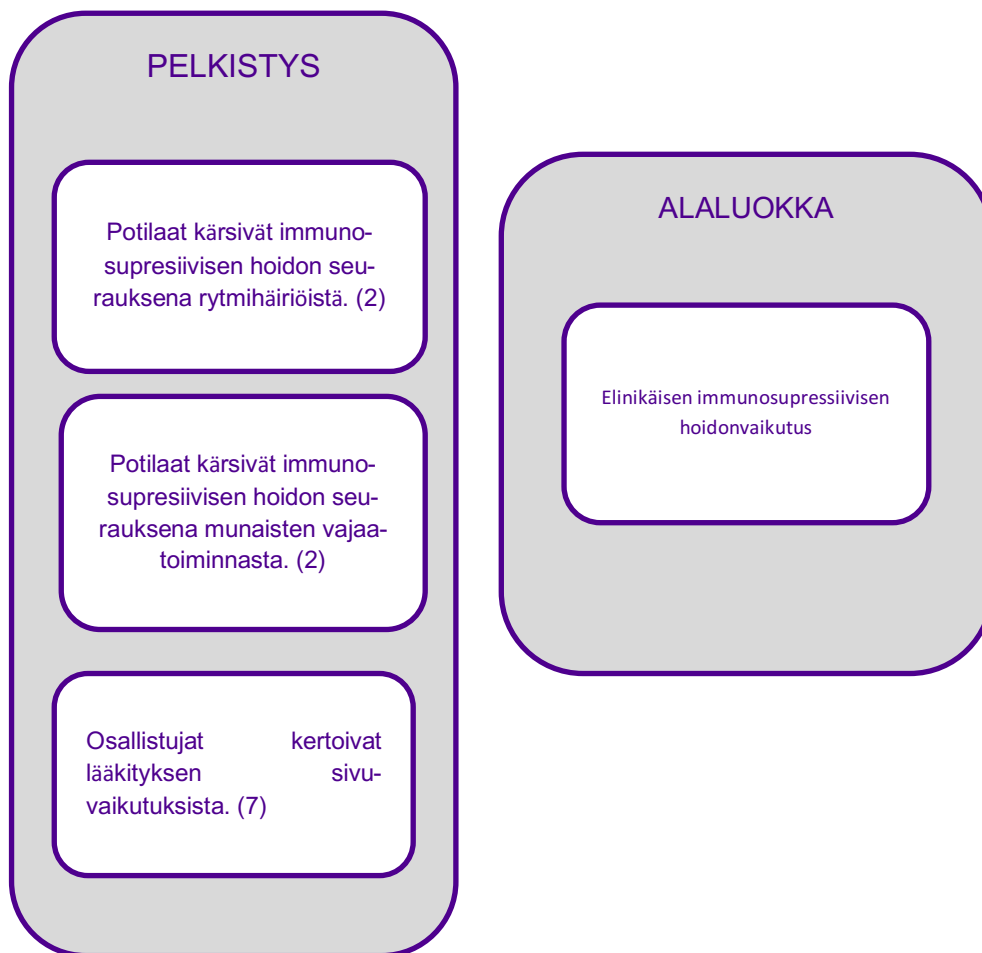 PELKISTYS
Potilaat kärsivät immuno-
supresiivisen hoidon seu-
rauksena rytmihäiriöistä. (2)
Potilaat kärsivät immuno-
supresiivisen hoidon seu-
rauksena munaisten vajaa-
toiminnasta. (2)
Osallistujat kertoivat
lääkityksen sivu-
vaikutuksista. (7)
ALALUOKKA
Elinikäisen immunosupressiivisen
hoidonvaikutus